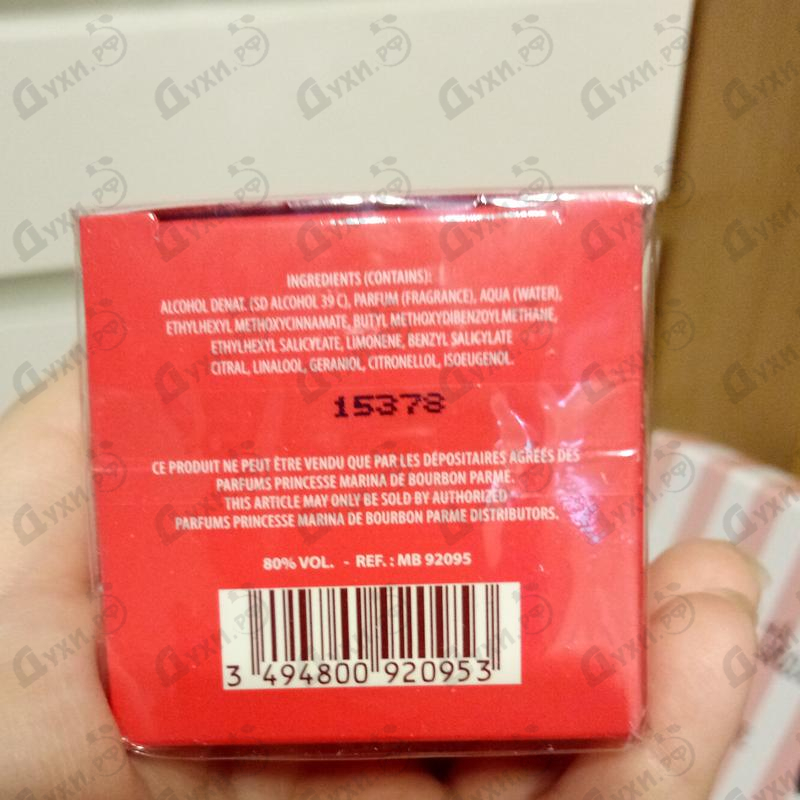 INGREDIENTS (CONTAINS):
ALCOHOL DENAT. (SD ALCOHOL 39 C), PARFUM (FRAGRANCE), AQUA (WATER),
ETHYLHEXYL METHOXYCINNAMATE, BUTYL METHOXYDIBENZOYLMETHANE,
ETHYLHEXYL SALICYLATE, LIMONENE, BENZYL SALICYLATE
CITRAL, LINALOOL, GERANIOL, CITRONELLOL, ISOEUGENOL.
15378
CE PRODUIT NE PEUT ÊTRE VENDU QUE PAR LES DÉPOSITAIRES AGRÉES DES
PARFUMS PRINCESSE MARINA DE BOURBON PARME.
THIS ARTICLE MAY ONLY BE SOLD BY AUTHORIZED
PARFUMS PRINCESSE MARINA DE BOURBON PARME DISTRIBUTORS.
80% VOL. - REF. : MB 92095
3 494800 920953
Духи.РФ